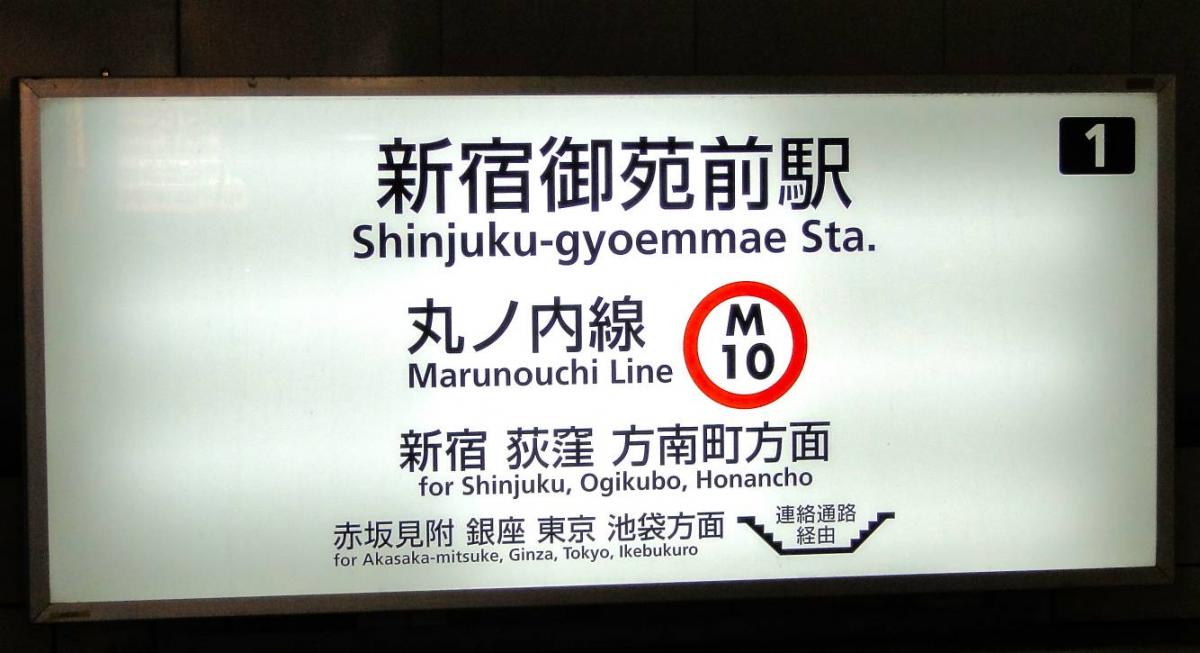 1
新宿御苑前駅
Shinjuku-gyoemmae Sta.
丸ノ内線
Marunouchi Line
M
10
新宿 荻窪 方南町方面
for Shinjuku, Ogikubo, Honancho
赤坂見附 銀座 東京 池袋方面
for Akasaka-mitsuke, Ginza, Tokyo, Ikebukuro
連絡通路
経由